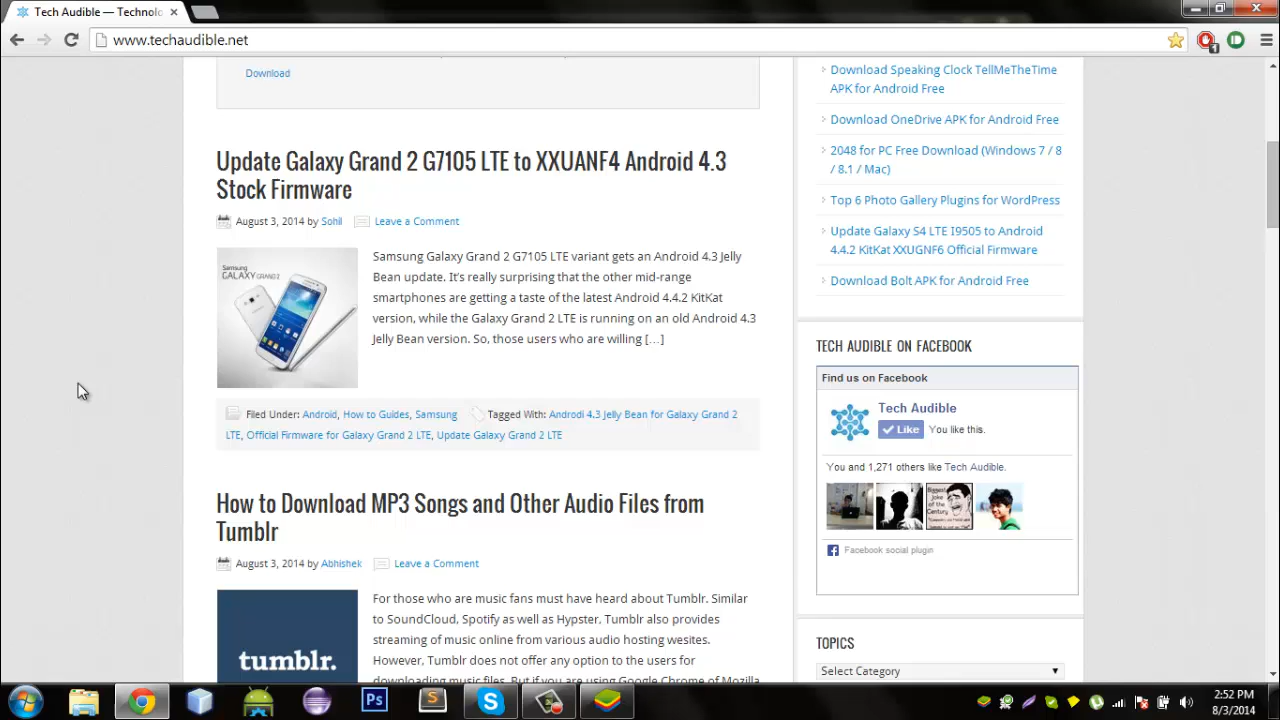 Tech Audible — Technolo
www.techaudible.net
Download
Update Galaxy Grand 2 G7105 LTE to XXUANF4 Android 4.3
Stock Firmware
August 3, 2014 by Sohil Leave a Comment
SAMSUNG
GALAXY GRAND 2
Samsung Galaxy Grand 2 G7105 LTE variant gets an Android 4.3 Jelly
Bean update. It's really surprising that the other mid-range
smartphones are getting a taste of the latest Android 4.4.2 KitKat
version, while the Galaxy Grand 2 LTE is running on an old Android 4.3
Jelly Bean version. So, those users who are willing […]
Filed Under: Android, How to Guides, Samsung Tagged With: Androdi 4.3 Jelly Bean for Galaxy Grand 2
LTE, Official Firmware for Galaxy Grand 2 LTE, Update Galaxy Grand 2 LTE
How to Download MP3 Songs and Other Audio Files from
Tumblr
August 3, 2014 by Abhishek Leave a Comment
tumblr.
For those who are music fans must have heard about Tumblr. Similar
to SoundCloud, Spotify as well as Hypster, Tumblr also provides
streaming of music online from various audio hosting wesites.
However, Tumblr does not offer any option to the users for
downloading music files. But if you are using Google Chrome of Mozilla
Download Speaking Clock TellMeTheTime
APK for Android Free
Download OneDrive APK for Android Free
2048 for PC Free Download (Windows 7 / 8
/ 8.1 / Mac)
Top 6 Photo Gallery Plugins for WordPress
Update Galaxy S4 LTE I9505 to Android
4.4.2 KitKat XXUGNF6 Official Firmware
Download Bolt APK for Android Free
TECH AUDIBLE ON FACEBOOK
Find us on Facebook
Tech Audible
Like You like this.
You and 1,271 others like Tech Audible.
Facebook social plugin
TOPICS
Select Category
Ps
S
2:52 PM
8/3/2014